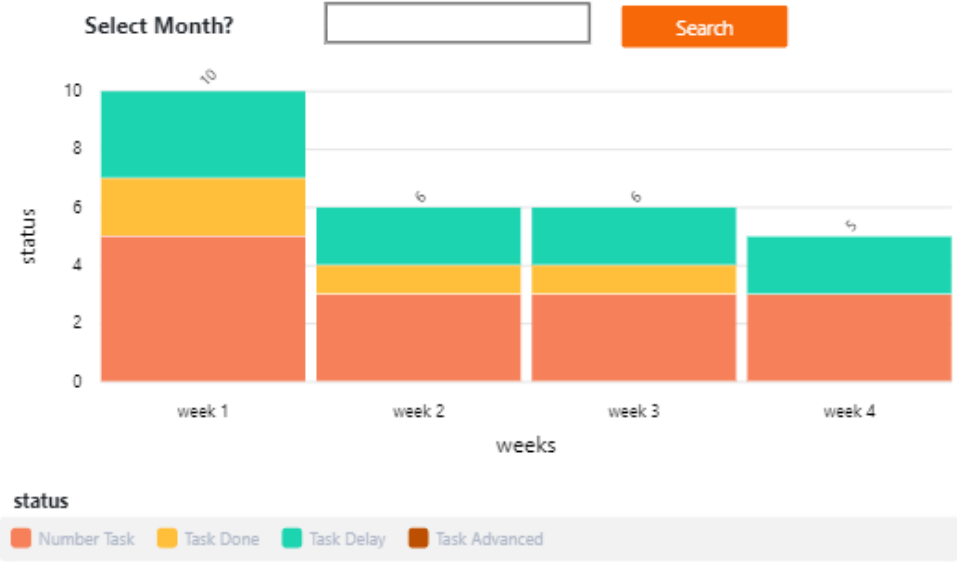 Select Month?
Search
10
10
8
6
6
6
5
4
2
0
status
week 1 week 2 week 3 week 4
weeks
status
Number Task Task Done Task Delay Task Advanced